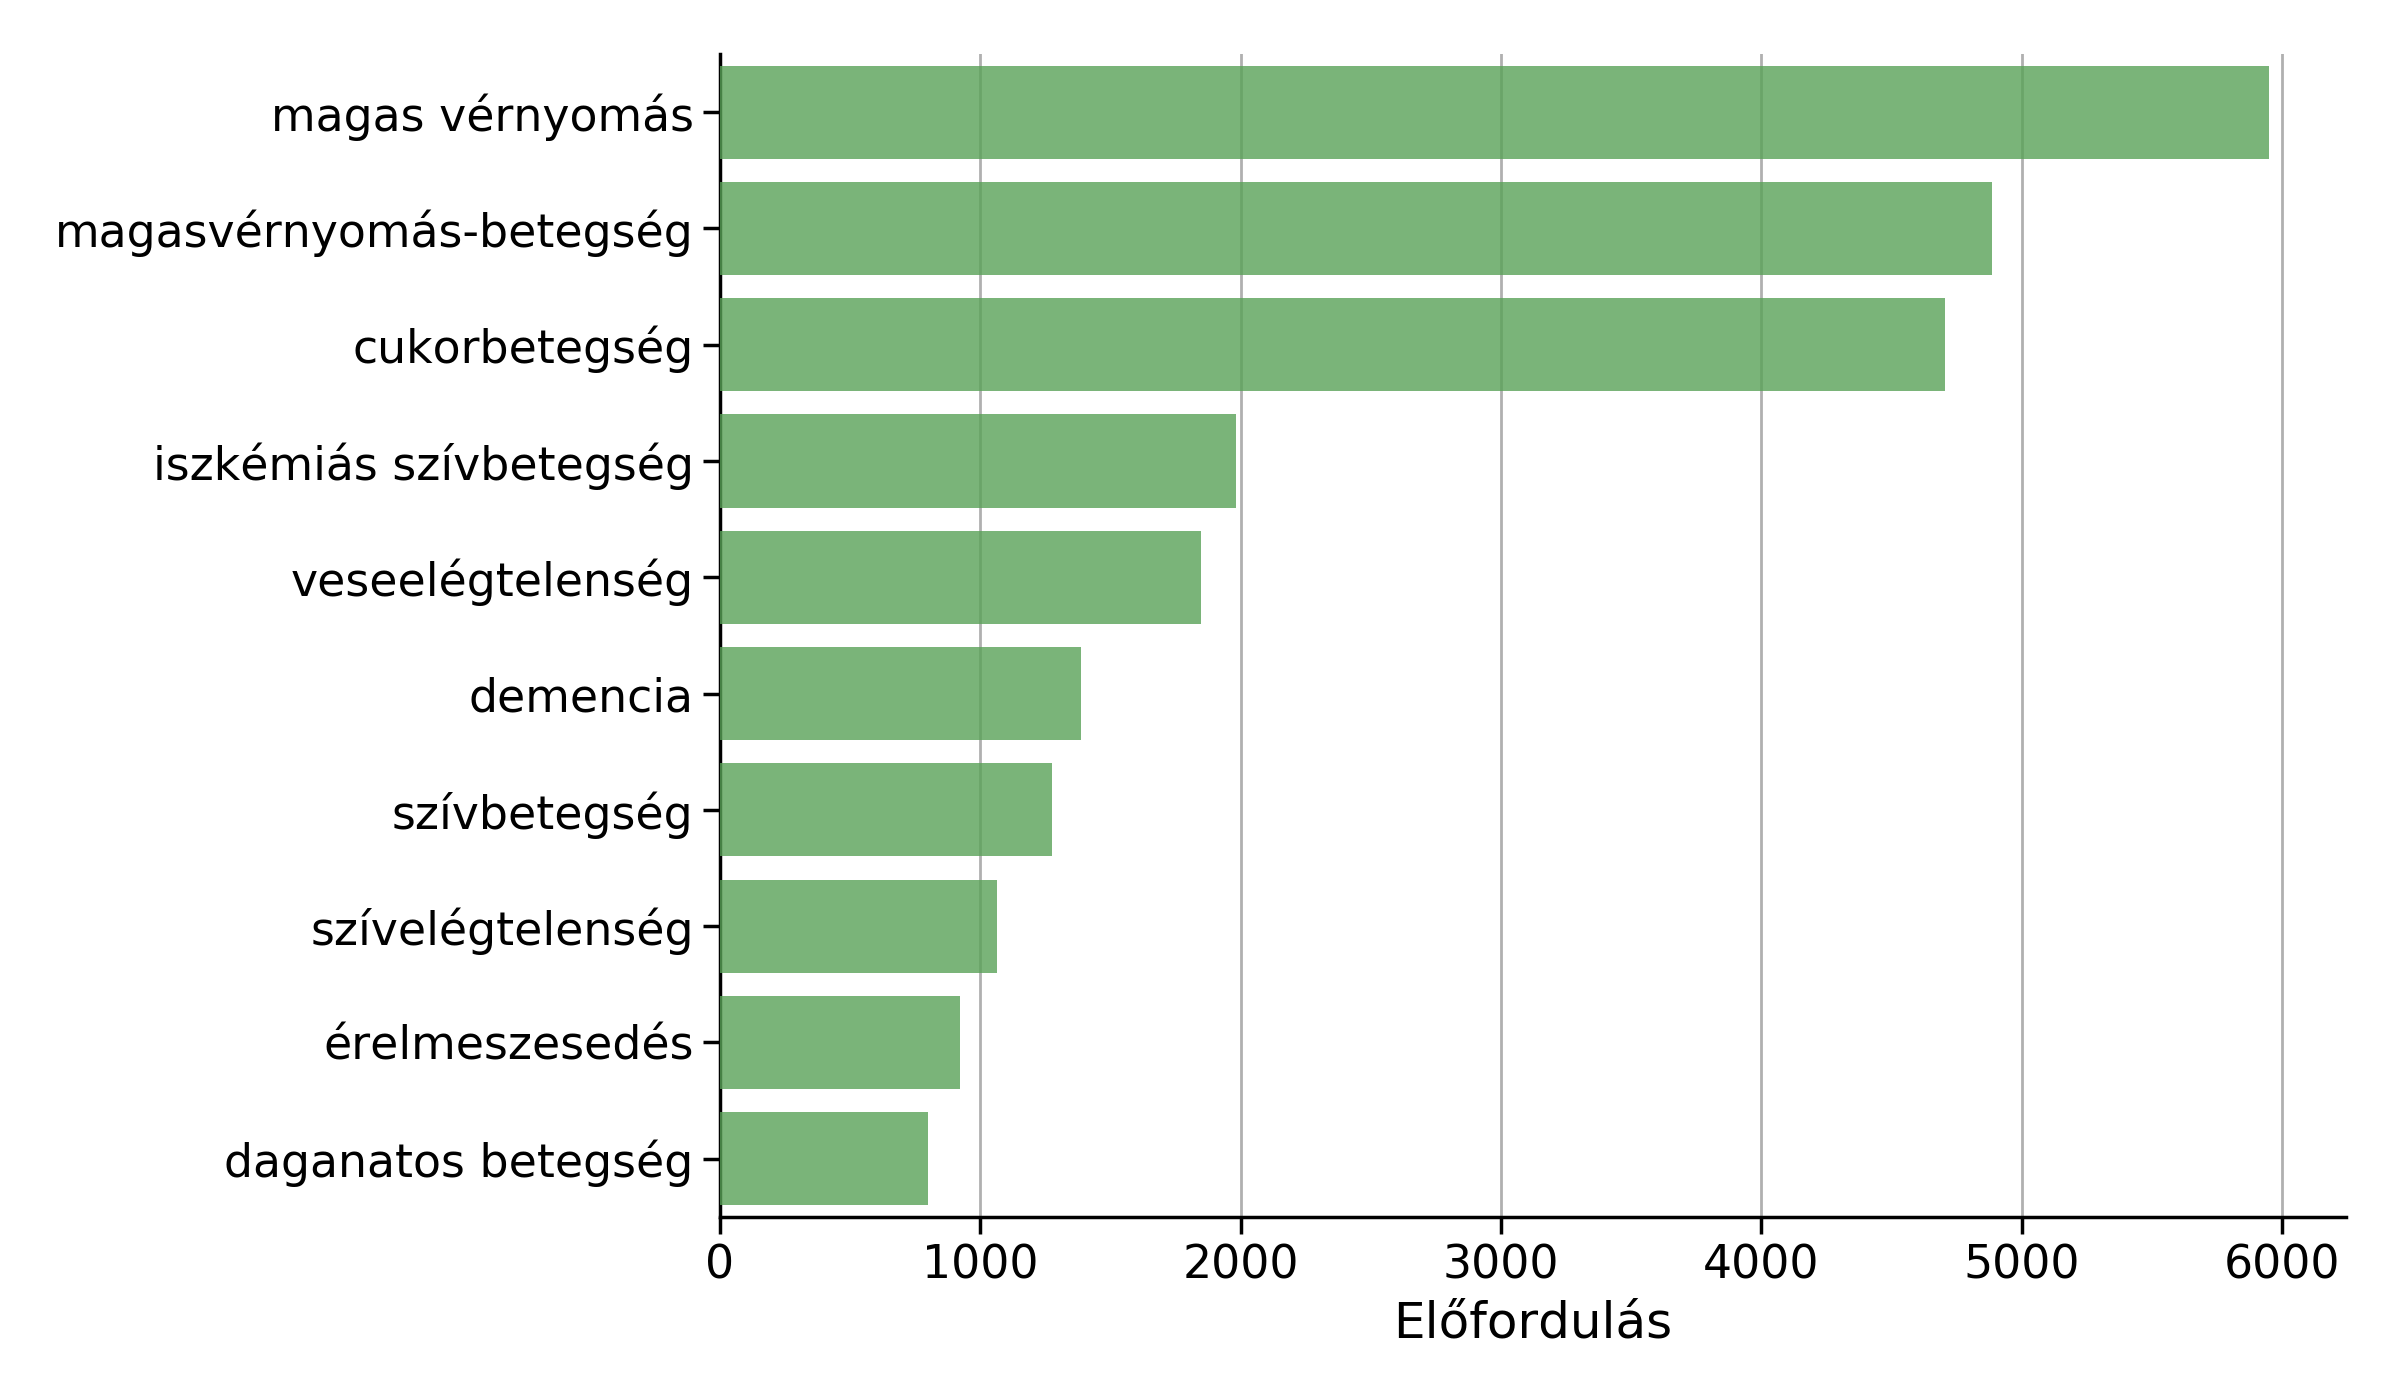 magas vérnyomás
magasvérnyomás-betegség
cukorbetegség
iszkémiás szívbetegség
veseelégtelenség
demencia
szívbetegség
szívelégtelenség
érelmeszesedés
daganatos betegség
0 1000 2000 3000 4000 5000 6000
Előfordulás